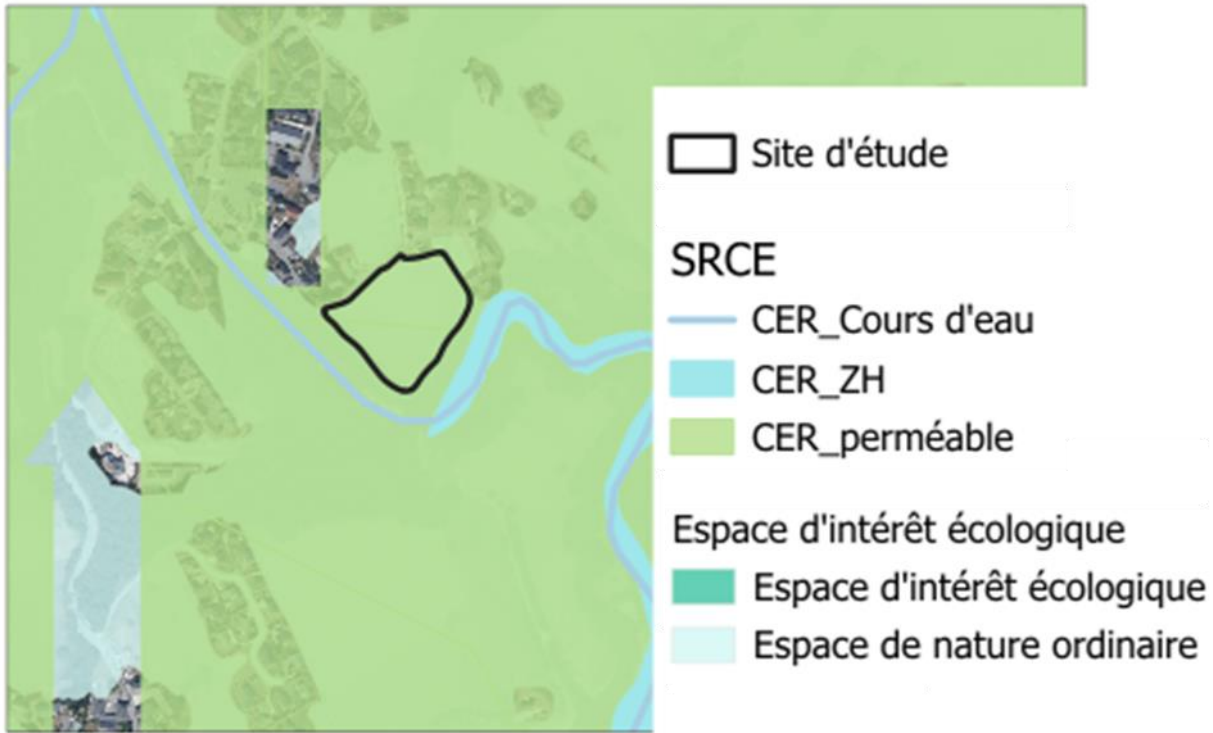 Site d'étude
SRCE
CER_Cours d'eau
CER_ZH
CER_perméable
Espace d'intérêt écologique
Espace d'intérêt écologique
Espace de nature ordinaire